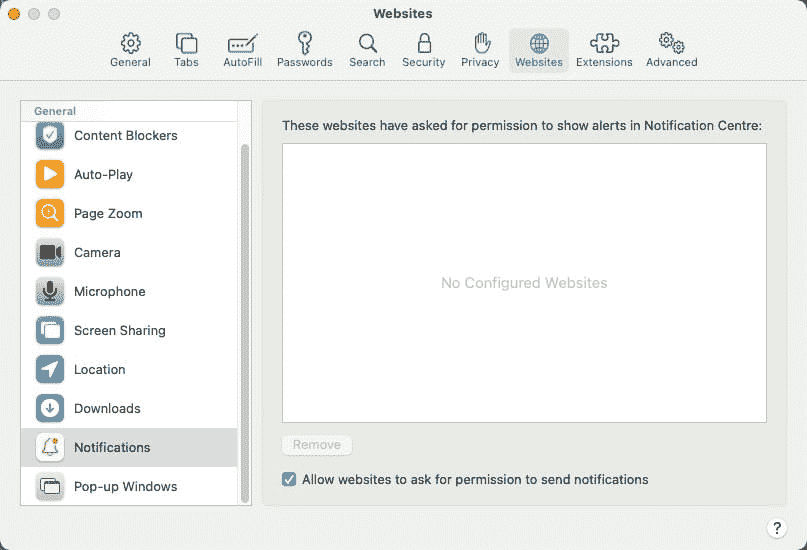 Websites
General
Tabs
AutoFill
Passwords
Search
Security
Privacy
Websites
Extensions
Advanced
General
Content Blockers
Auto-Play
Page Zoom
Camera
Microphone
Screen Sharing
Location
Downloads
Notifications
Pop-up Windows
These websites have asked for permission to show alerts in Notification Centre:
No Configured Websites
Remove
Allow websites to ask for permission to send notifications
?